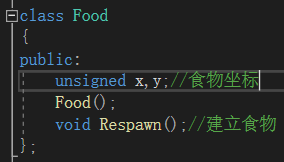 class Food
{
public:
    unsigned x,y;//食物坐标
    Food();
    void Respawn();//建立食物
};